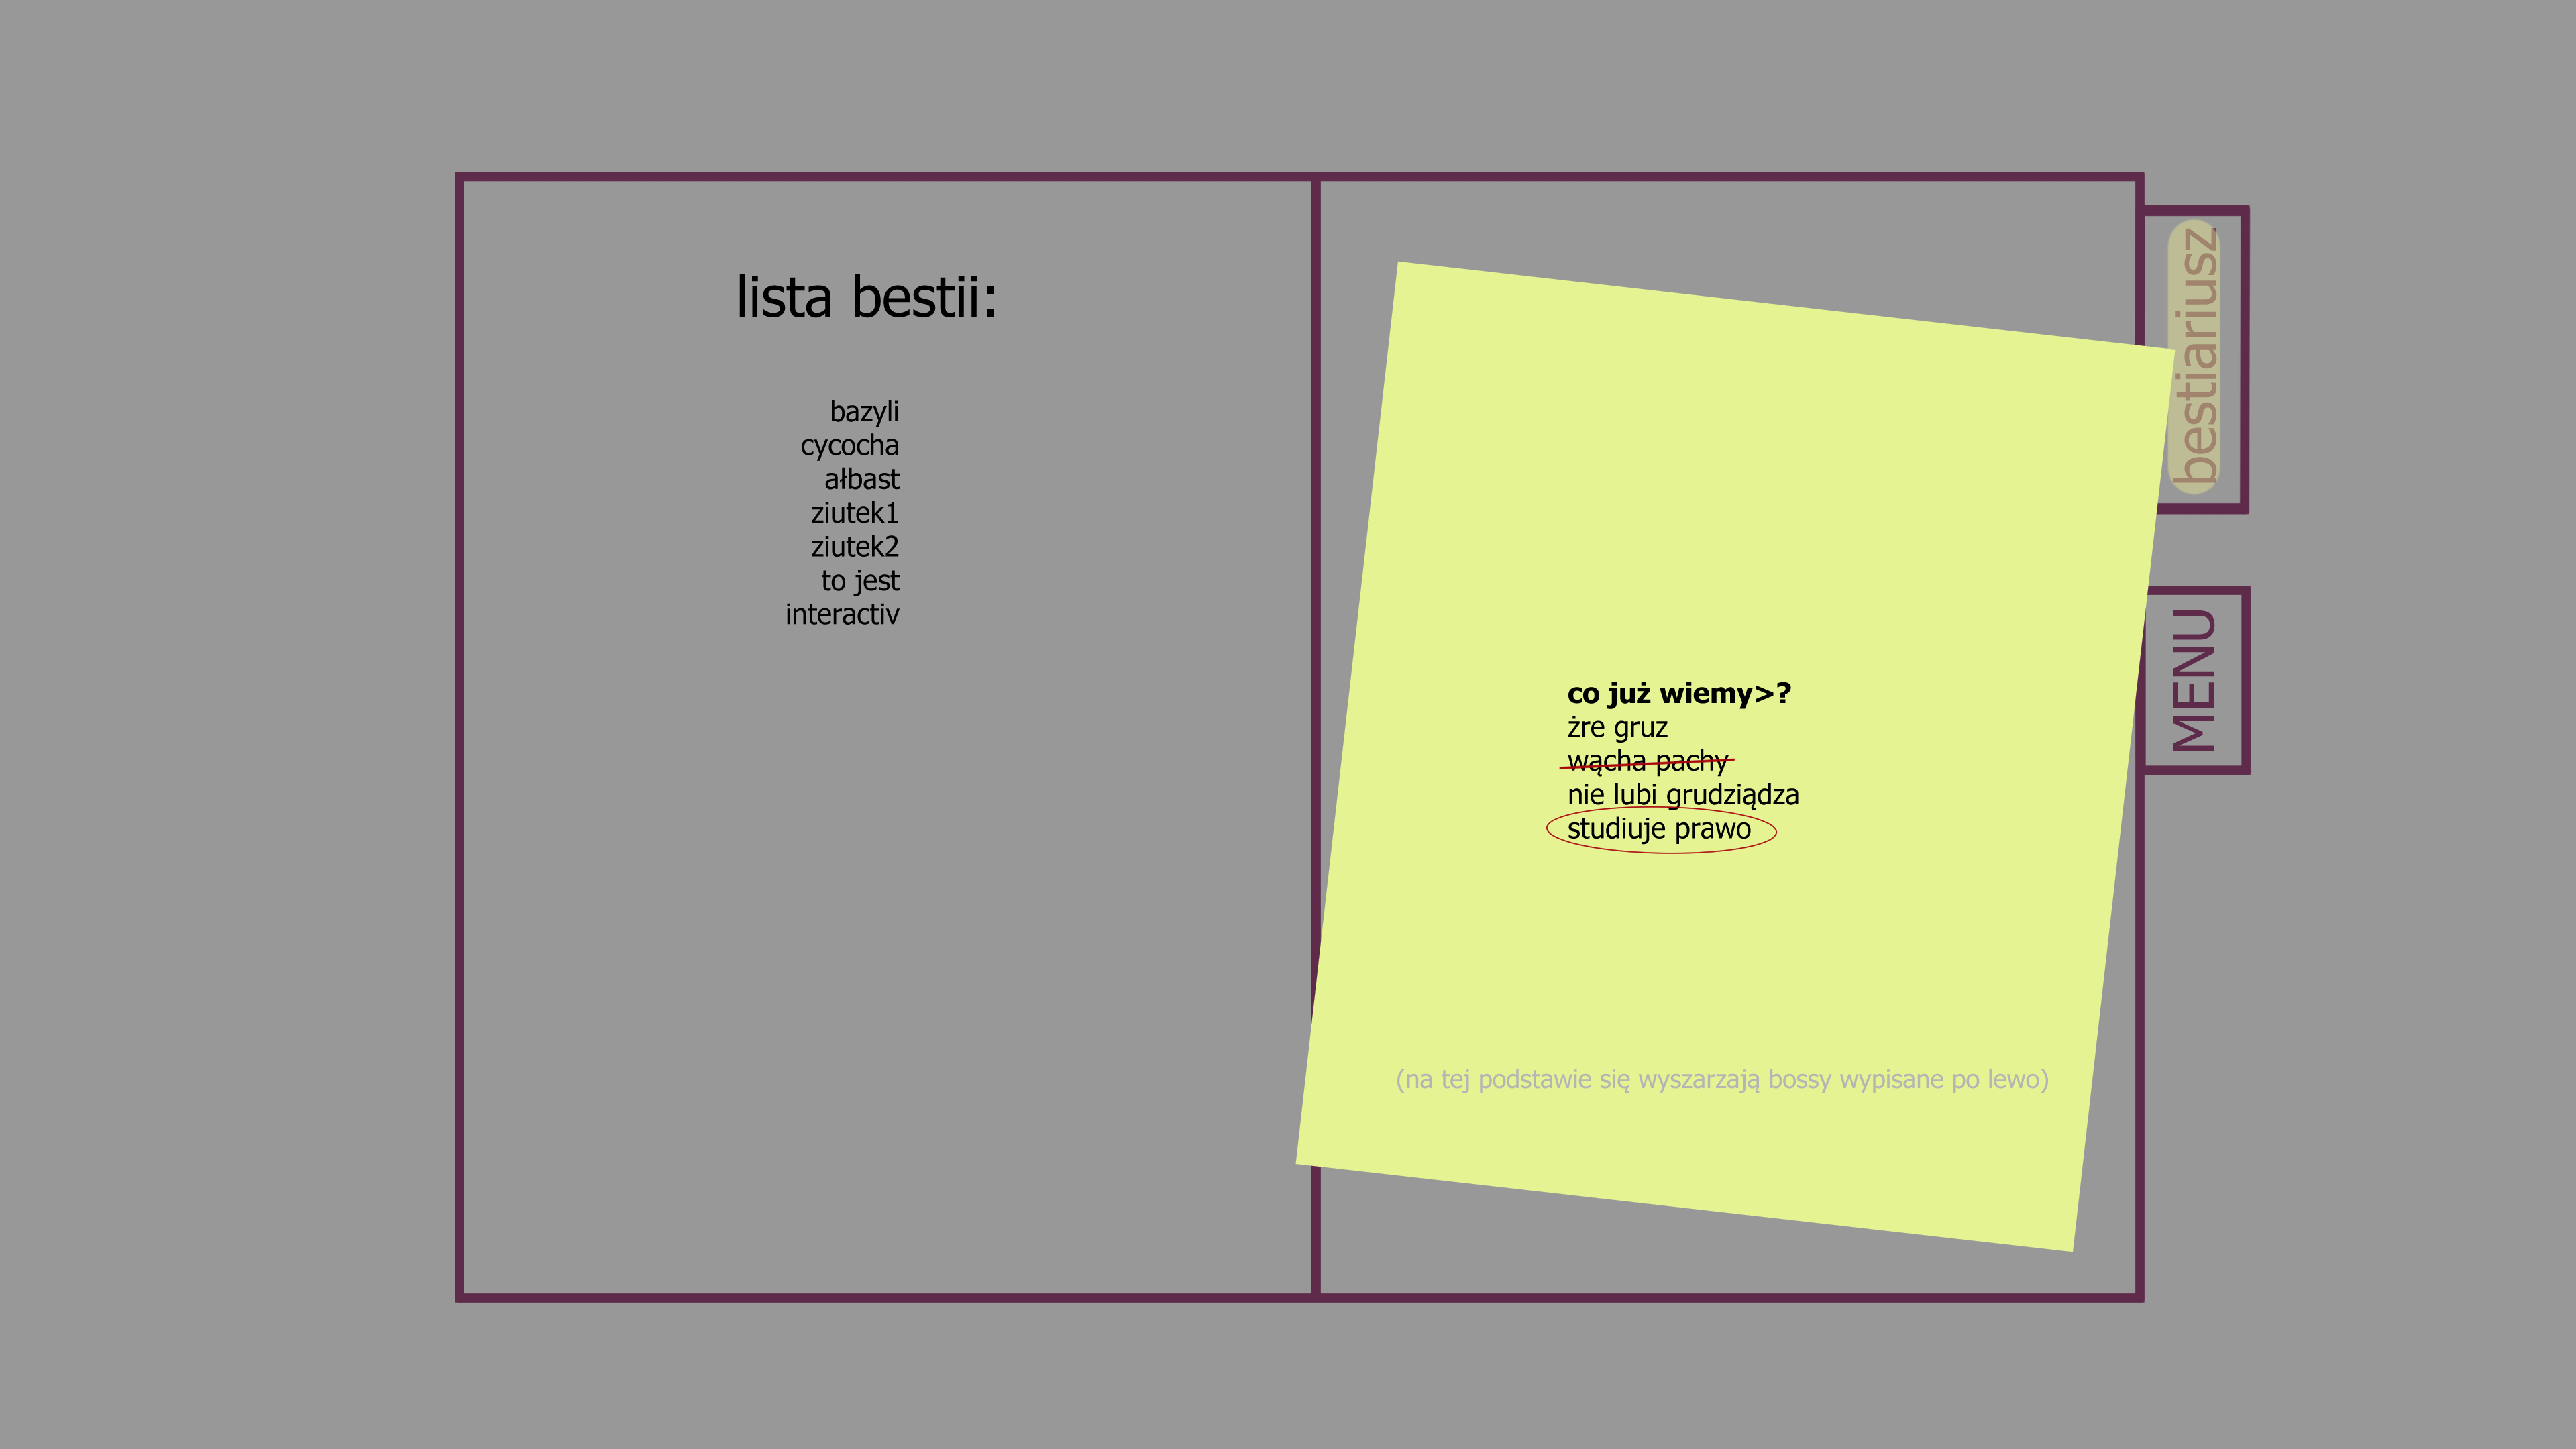 lista bestii:
bazyli
cycocha
ałbast
ziutek1
ziutek2
to jest
interactiv
co już wiemy>?
żre gruz
wącha pachy
nie lubi grudziądza
studiuje prawo
(na tej podstawie się wyszarzają bossy wypisane po lewo)
bestiariusz
MENU